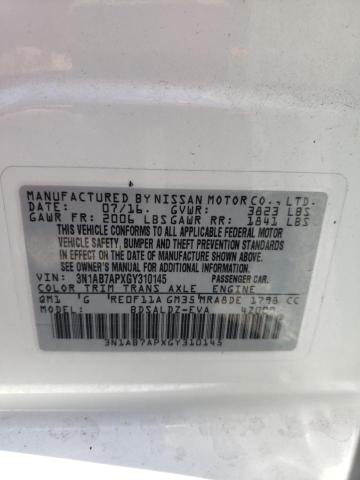 MANUFACTURED BY NISSAN MOTOR CO., LTD.
DATE: 07/16. GVWR: 3823 LBS
GAWR FR: 2006 LBS GAWR RR: 1841 LBS
THIS VEHICLE CONFORMS TO ALL APPLICABLE FEDERAL MOTOR
VEHICLE SAFETY, BUMPER AND THEFT PREVENTION STANDARDS
IN EFFECT ON THE DATE OF MANUFACTURE SHOWN ABOVE.
SEE OWNER'S MANUAL FOR ADDITIONAL INFORMATION
VIN: 3N1AB7APXGY310145 PASSENGER CAR.
COLOR TRIM TRANS AXLE ENGINE
QM1 G RE0F11A GM35 MRA8DE 1798 CC
MODEL: BDSALDZ-EVA
3N1AB7APXGY310145